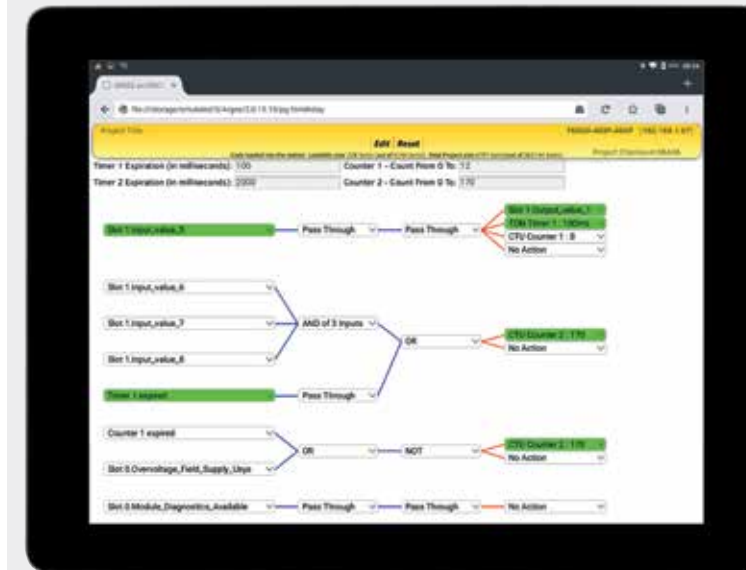 Project Title
Edit Reset
Timer 1 Expiration (in milliseconds): 100 Counter 1 - Count From 0 To: 12
Timer 2 Expiration (in milliseconds): 2000 Counter 2 - Count From 0 To: 170
Slot 1 Input_value_5 Pass Through Pass Through Slot 1 Output_value_1
TON Timer 1 : 100ms
CTU Counter 1 : 8
No Action
Slot 1 Input_value_6
Slot 1 Input_value_7 AND of 3 Inputs
OR CTU Counter 2 : 170
No Action
Slot 1 Input_value_8
Timer 1 expired Pass Through
Counter 1 expired
OR NOT CTU Counter 2 : 170
No Action
Slot 0 Overvoltage_Field_Supply_Usys
Slot 0 Module_Diagnostics_Available Pass Through Pass Through No Action